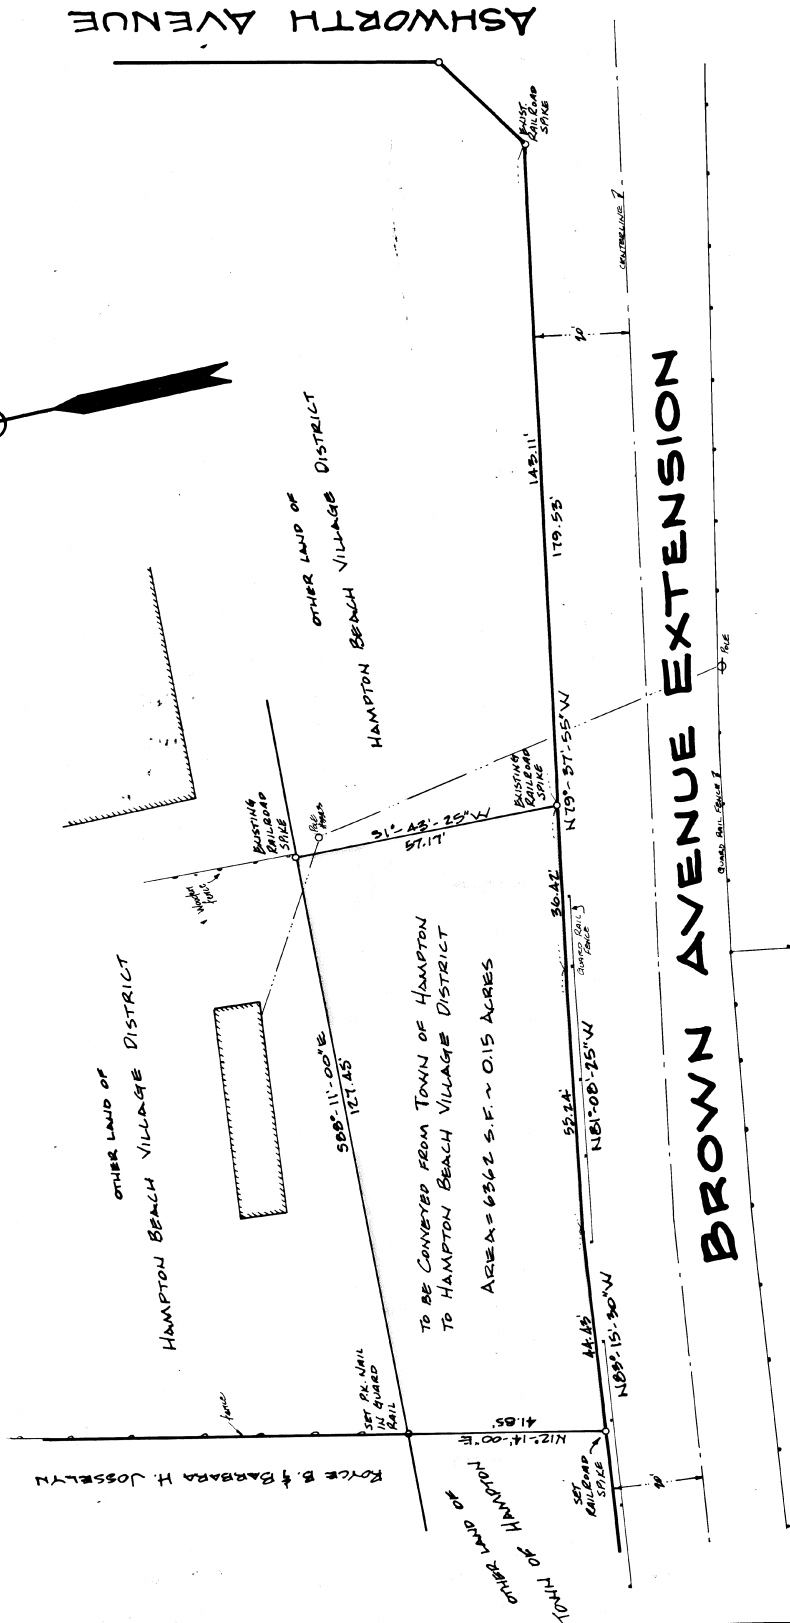 ASHWORTH AVENUE
EXIST.
RAILROAD
SPIKE
CENTERLINE
20'
143.11'
179.53'
N79°-37'-55"W
OTHER LAND OF
HAMPTON BEACH VILLAGE DISTRICT
EXISTING
RAILROAD
SPIKE
EXISTING
RAILROAD
SPIKE
Pole
31°-43'-25" W
57.17'
Wooden
fence
Pole
GUARD RAIL FENCE
36.42'
GUARD RAIL
FENCE
OTHER LAND OF
HAMPTON BEACH VILLAGE DISTRICT
S88°-11'-00"E
127.45'
TO BE CONVEYED FROM TOWN OF HAMPTON
TO HAMPTON BEACH VILLAGE DISTRICT
AREA = 6362 S.F. ~ 0.15 ACRES
55.24'
N81°-08'-25"W
BROWN AVENUE EXTENSION
44.43'
N83°-15'-30"W
SET P.K. NAIL
IN GUARD
RAIL
fence
N12°-14'-00"E
41.85'
ROYCE B. & BARBARA H. JOSSELYN
SET
RAILROAD
SPIKE
20'
OTHER LAND OF
TOWN OF HAMPTON